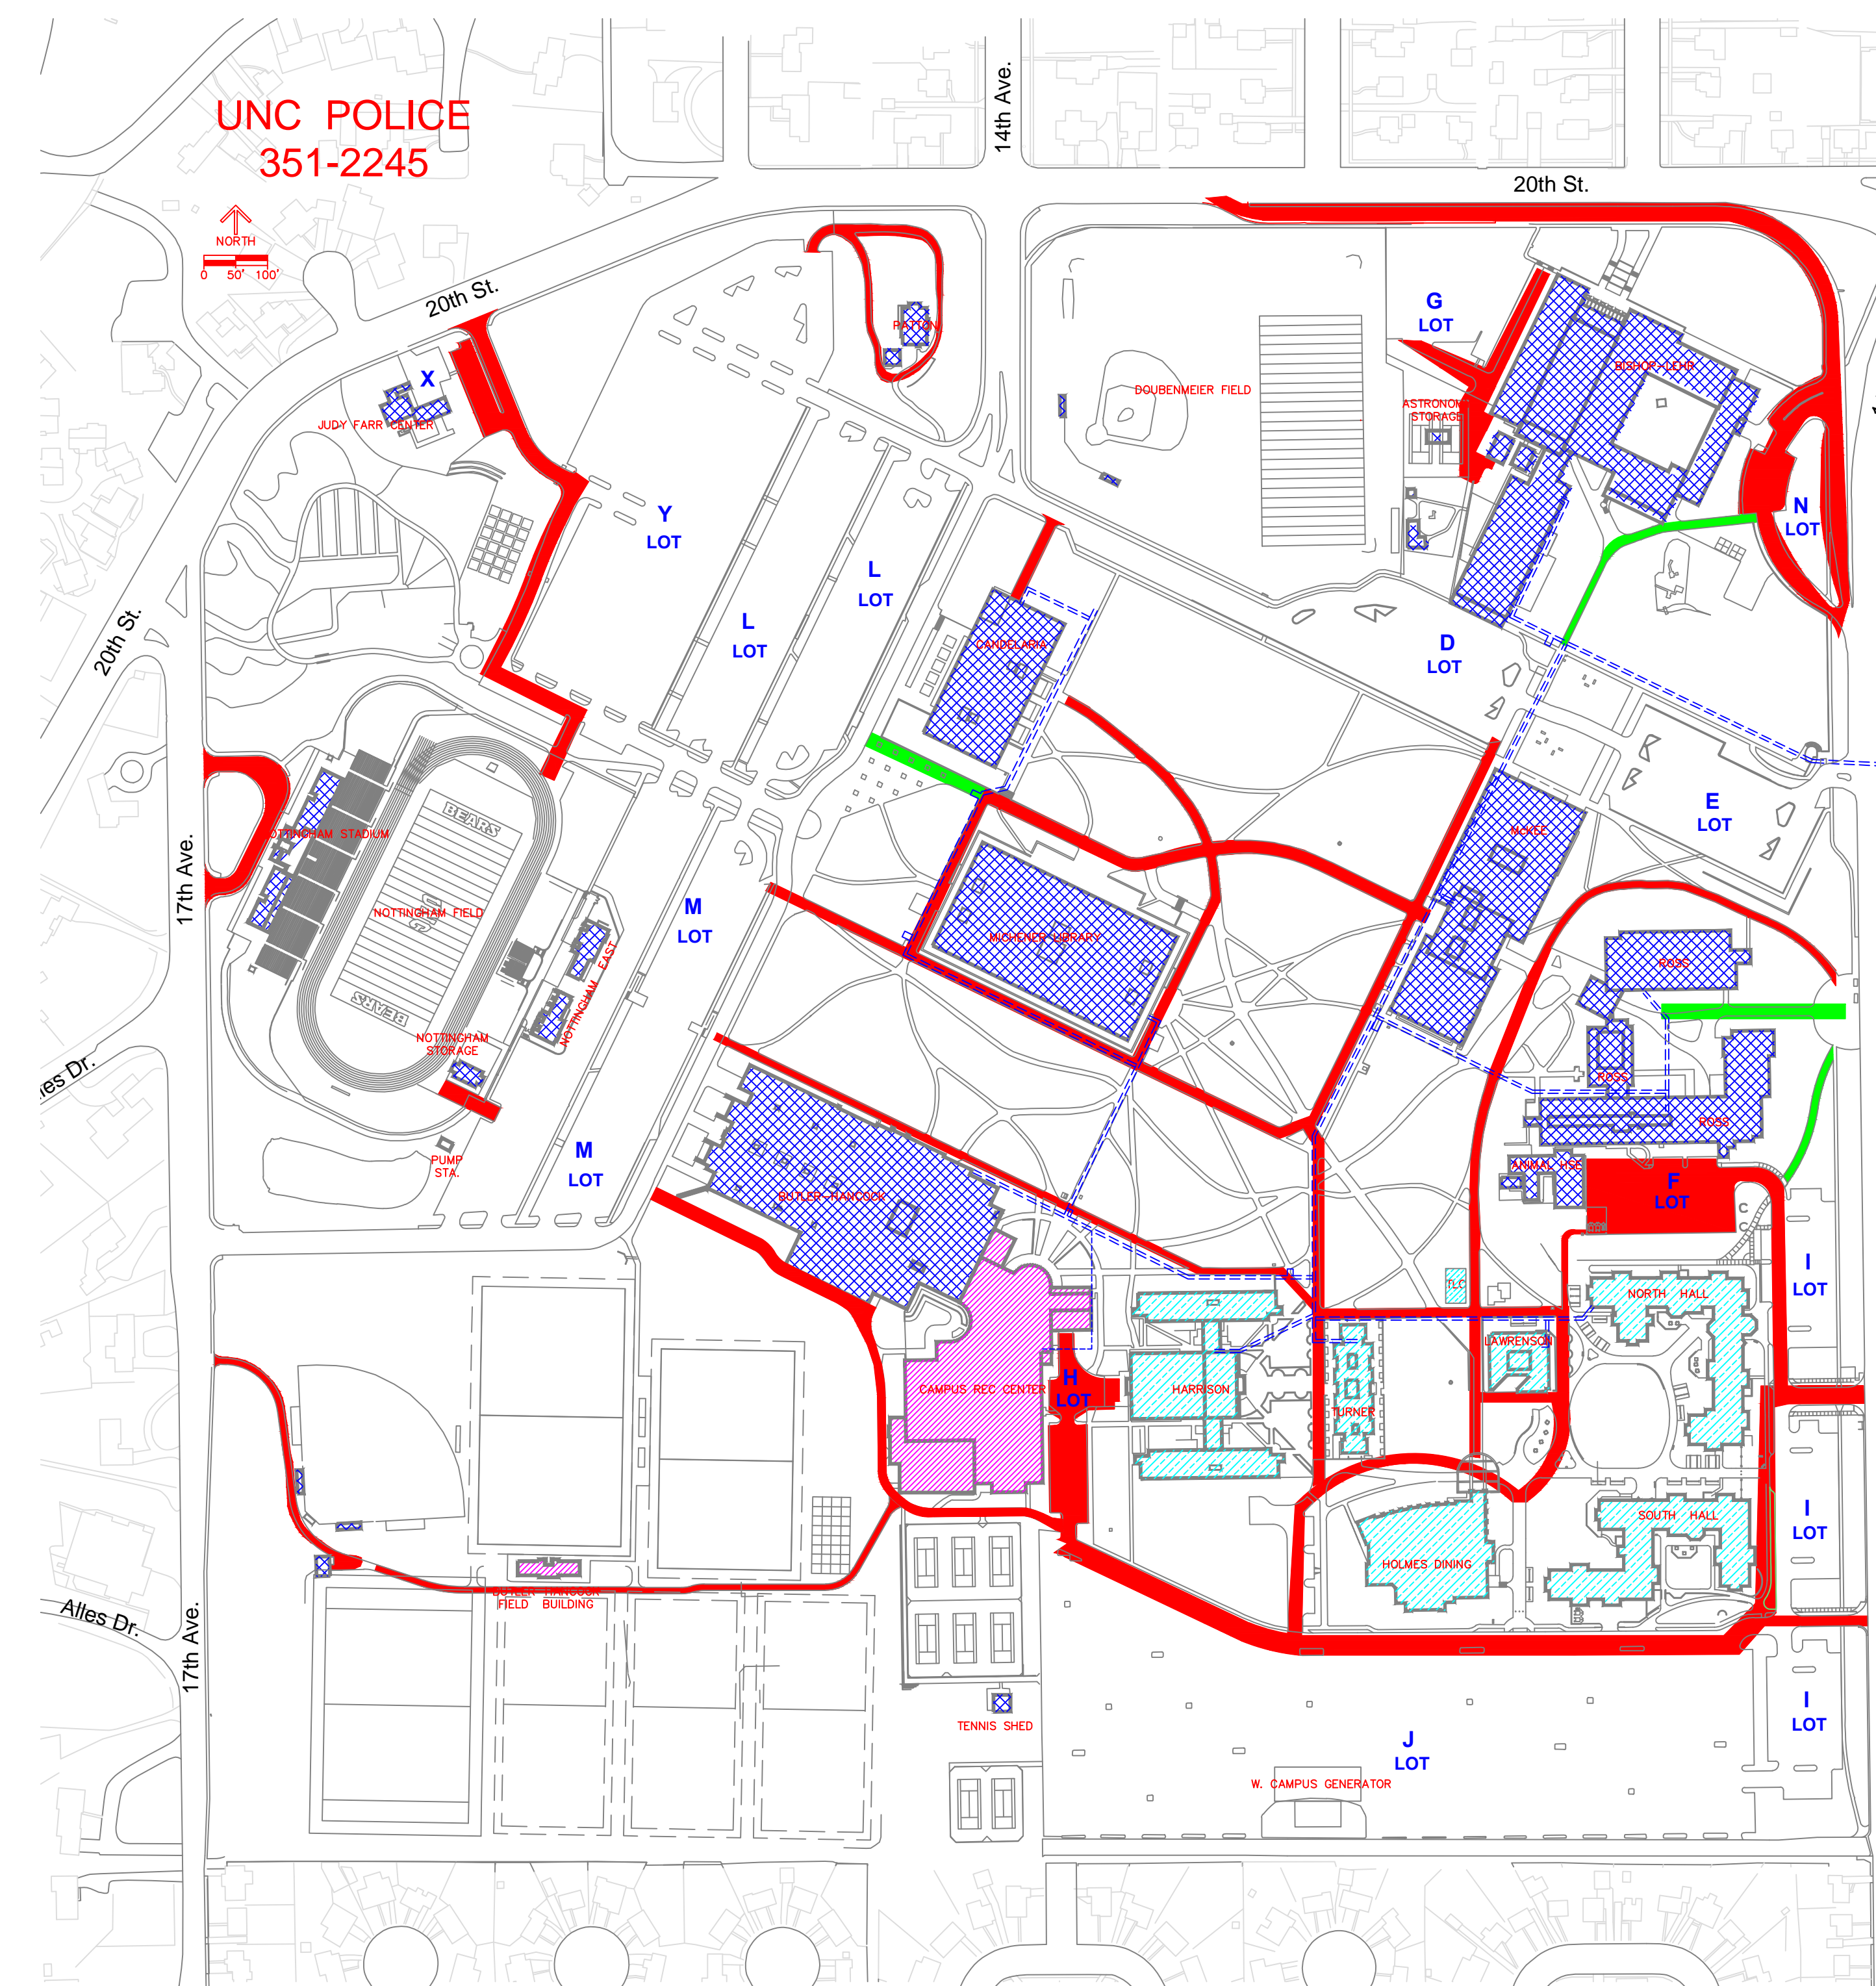 UNC POLICE
351-2245
NORTH
0 50' 100'
14th Ave.
20th St.
20th St.
20th St.
17th Ave.
17th Ave.
Alles Dr.
X
JUDY FARR CENTER
PATTON
DOUBENMEIER FIELD
G
LOT
ASTRONOMY
STORAGE
BISHOP-LEHR
N
LOT
Y
LOT
L
LOT
L
LOT
CANDELARIA
D
LOT
E
LOT
MCKEE
NOTTINGHAM STADIUM
BEARS
NOTTINGHAM FIELD
BEARS
NOTTINGHAM EAST
NOTTINGHAM
STORAGE
PUMP
STA.
M
LOT
M
LOT
MICHENER LIBRARY
ROSS
ROSS
ROSS
ANIMAL HSE
F
LOT
BUTLER-HANCOCK
I
LOT
TLC
NORTH HALL
LAWRENSON
H
LOT
CAMPUS REC CENTER
HARRISON
TURNER
I
LOT
SOUTH HALL
HOLMES DINING
BUTLER-HANCOCK
FIELD BUILDING
TENNIS SHED
I
LOT
J
LOT
W. CAMPUS GENERATOR